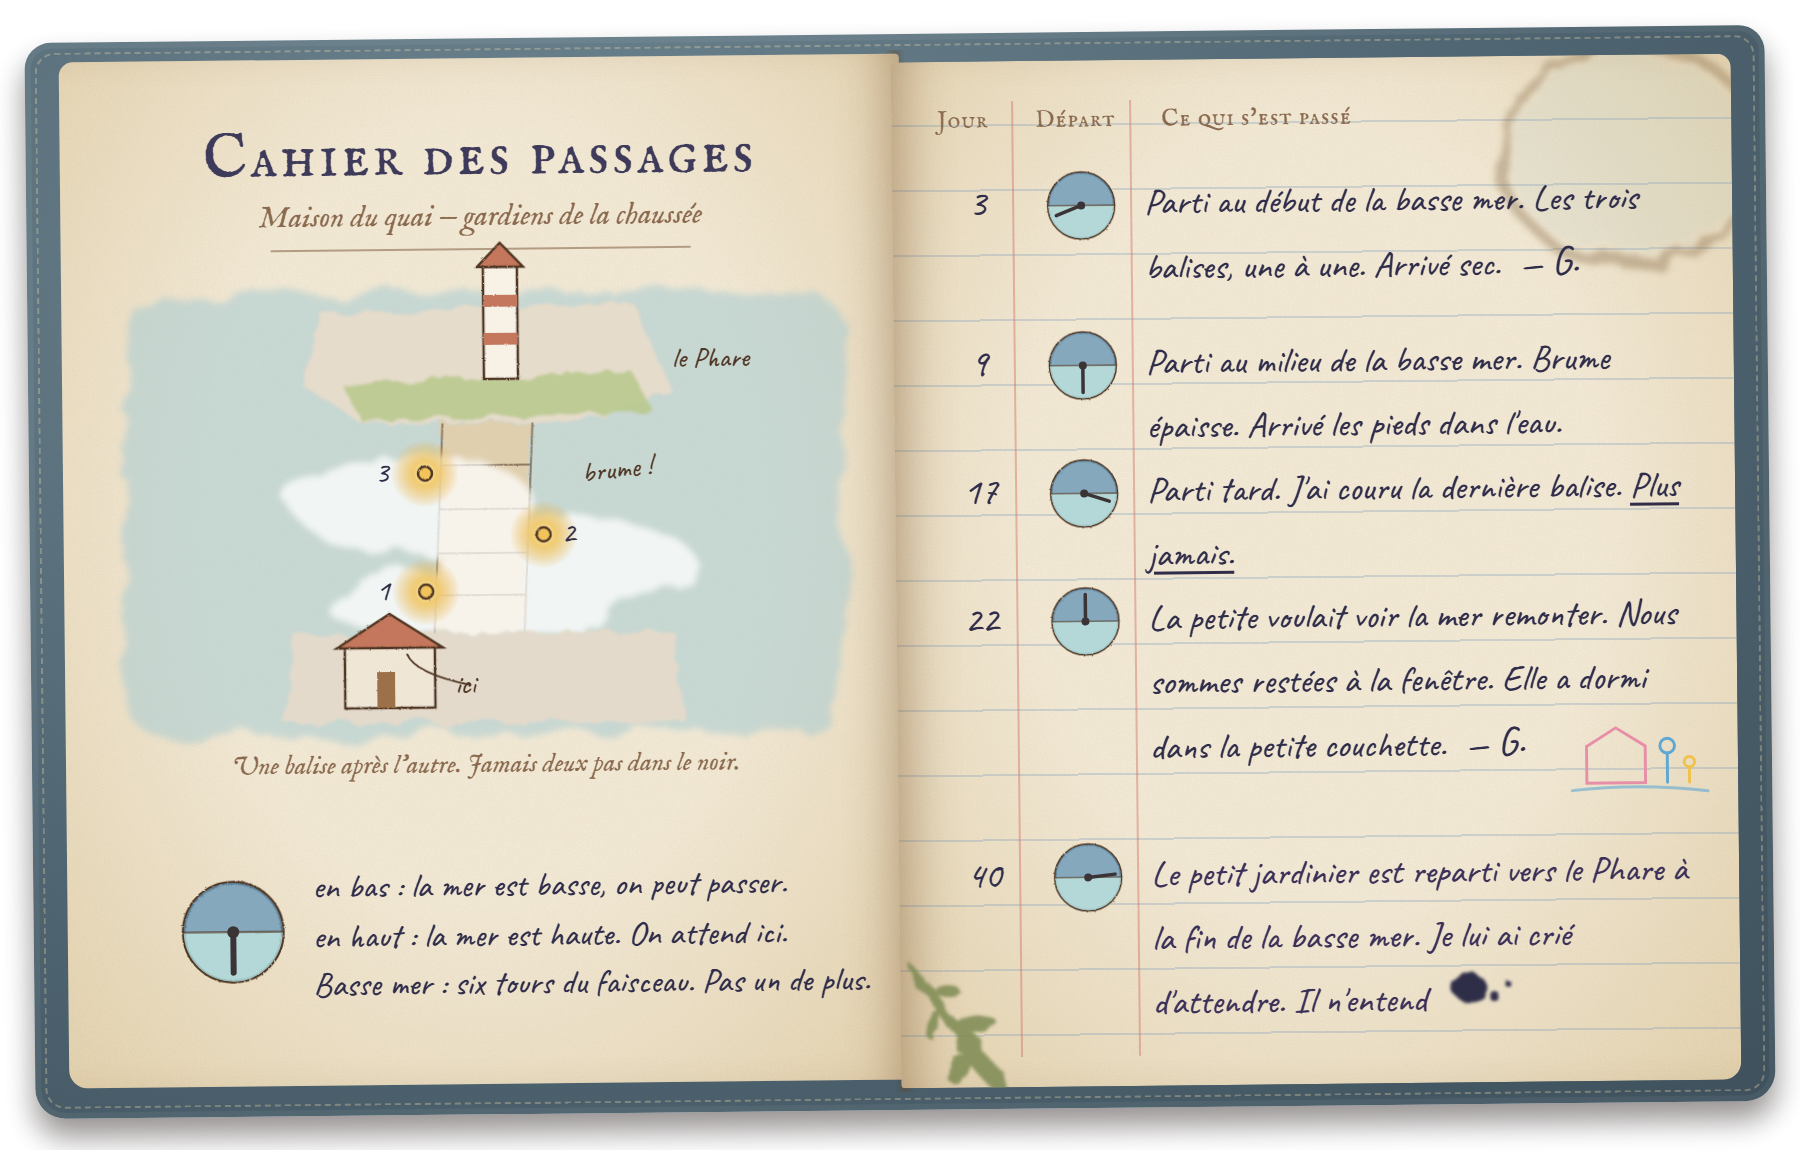 Cahier des passages
Maison du quai – gardiens de la chaussée
le Phare
3
brume !
2
1
ici
Une balise après l'autre. Jamais deux pas dans le noir.
en bas : la mer est basse, on peut passer.
en haut : la mer est haute. On attend ici.
Basse mer : six tours du faisceau. Pas un de plus.
Jour Départ Ce qui s'est passé
3 Parti au début de la basse mer. Les trois
balises, une à une. Arrivé sec. – G.
9 Parti au milieu de la basse mer. Brume
épaisse. Arrivé les pieds dans l'eau.
17 Parti tard. J'ai couru la dernière balise. Plus
jamais.
22 La petite voulait voir la mer remonter. Nous
sommes restées à la fenêtre. Elle a dormi
dans la petite couchette. – G.
40 Le petit jardinier est reparti vers le Phare à
la fin de la basse mer. Je lui ai crié
d'attendre. Il n'entend